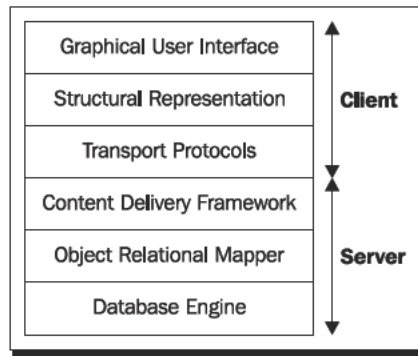 Graphical User Interface
Structural Representation
Client
Transport Protocols
Content Delivery Framework
Object Relational Mapper
Server
Database Engine